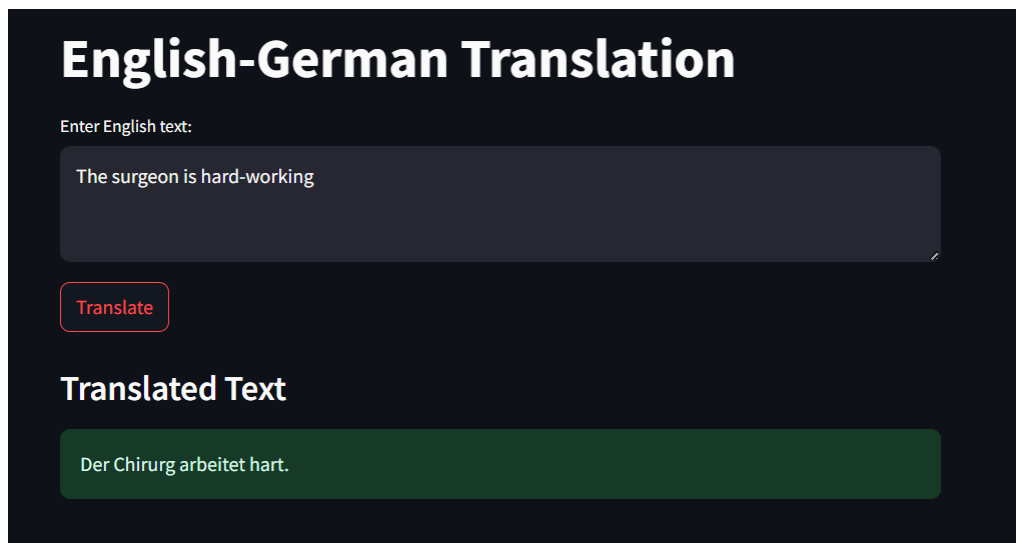 English-German Translation
Enter English text:
The surgeon is hard-working
Translate
Translated Text
Der Chirurg arbeitet hart.